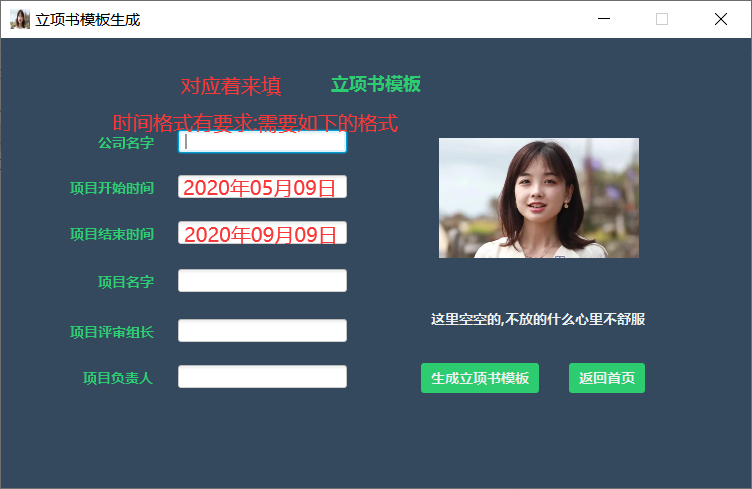 立项书模板生成
对应着来填
立项书模板
时间格式有要求:需要如下的格式
公司名字
项目开始时间
2020年05月09日
项目结束时间
2020年09月09日
项目名字
项目评审组长
这里空空的,不放的什么心里不舒服
项目负责人
生成立项书模板
返回首页